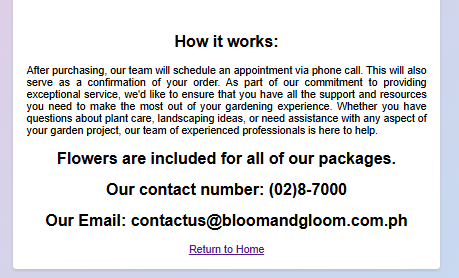 How it works:
After purchasing, our team will schedule an appointment via phone call. This will also
serve as a confirmation of your order. As part of our commitment to providing
exceptional service, we'd like to ensure that you have all the support and resources
you need to make the most out of your gardening experience. Whether you have
questions about plant care, landscaping ideas, or need assistance with any aspect of
your garden project, our team of experienced professionals is here to help.
Flowers are included for all of our packages.
Our contact number: (02)8-7000
Our Email: contactus@bloomandgloom.com.ph
Return to Home